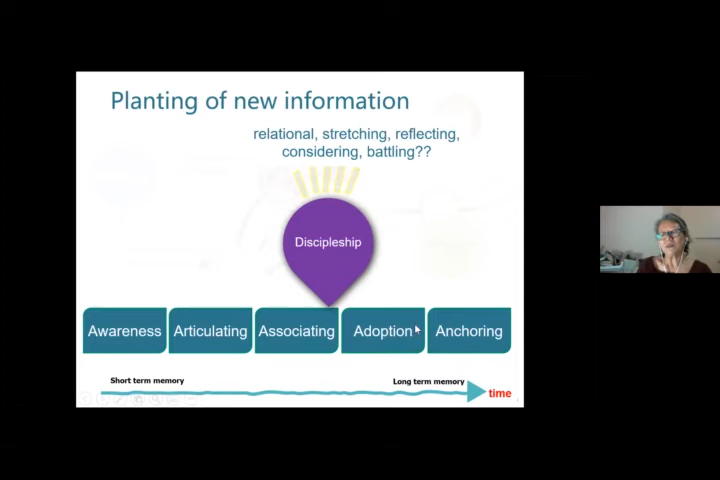 Planting of new information
relational, stretching, reflecting,
considering, battling??
Discipleship
Awareness Articulating Associating Adoption Anchoring
Short term memory Long term memory
time